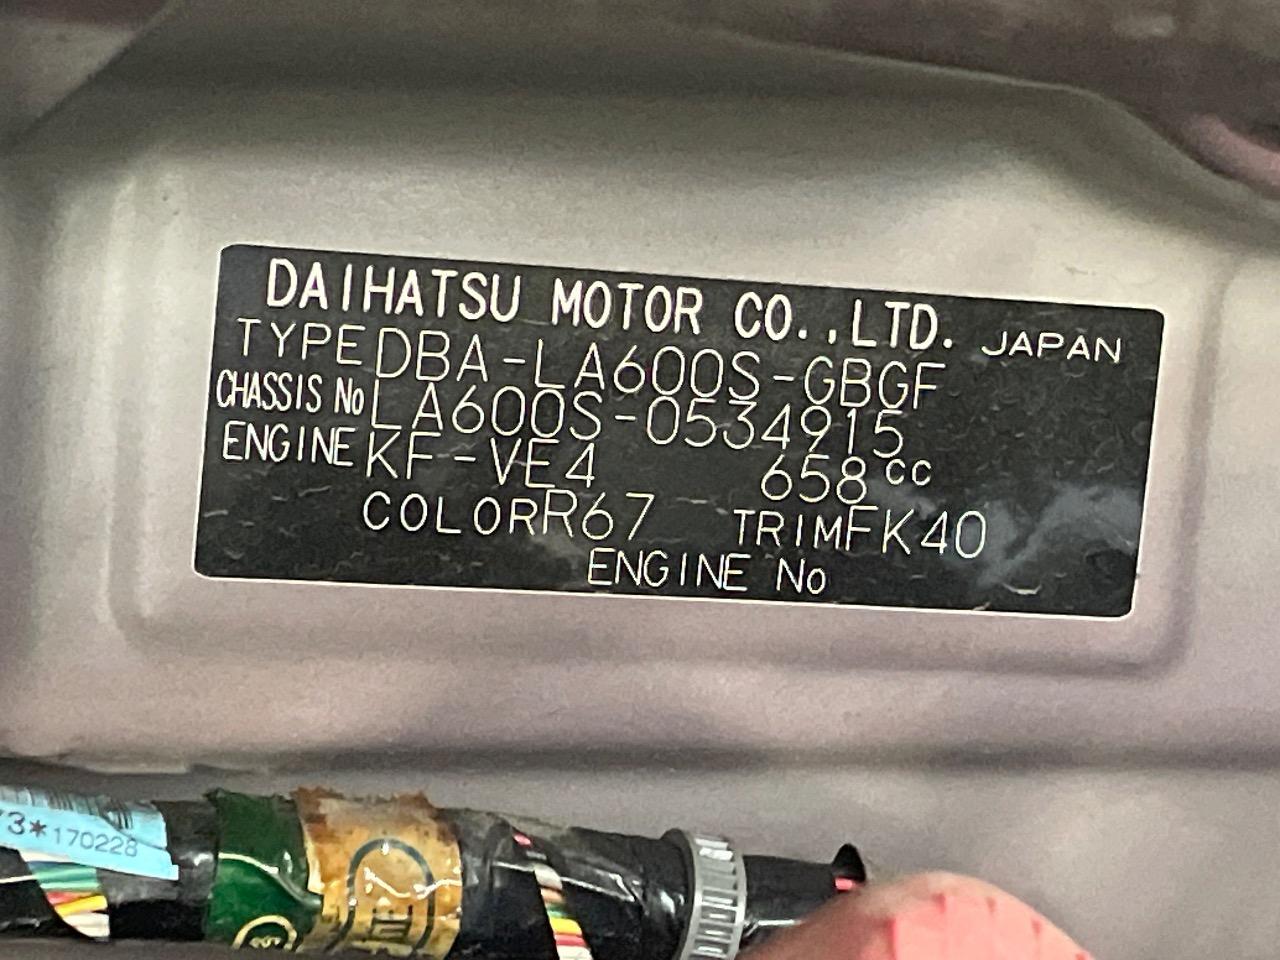 DAIHATSU MOTOR CO.,LTD. JAPAN
TYPE DBA-LA600S-GBGF
CHASSIS No LA600S-0534915
ENGINE KF-VE4 658cc
COLOR R67 TRIM FK40
ENGINE No
3*170228